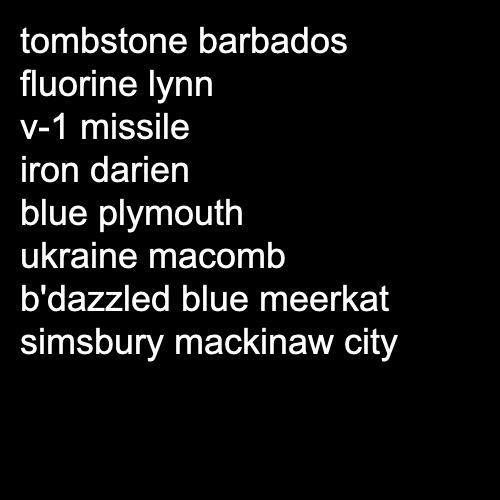 tombstone barbados
fluorine lynn
v-1 missile
iron darien
blue plymouth
ukraine macomb
b'dazzled blue meerkat
simsbury mackinaw city